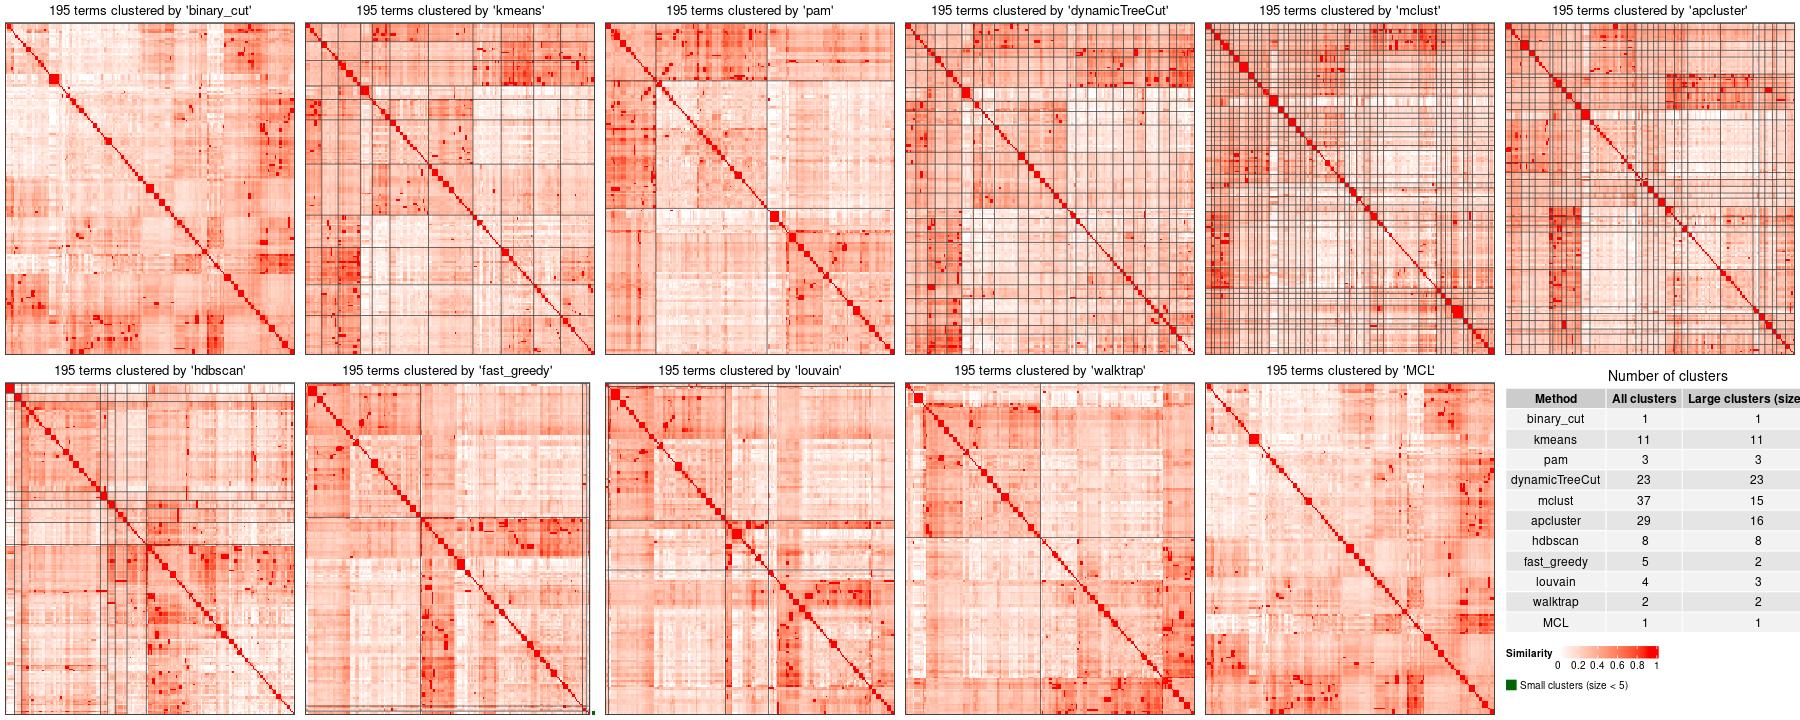 195 terms clustered by 'binary_cut'
195 terms clustered by 'kmeans'
195 terms clustered by 'pam'
195 terms clustered by 'dynamicTreeCut'
195 terms clustered by 'mclust'
195 terms clustered by 'apcluster'
195 terms clustered by 'hdbscan'
195 terms clustered by 'fast_greedy'
195 terms clustered by 'louvain'
195 terms clustered by 'walktrap'
195 terms clustered by 'MCL'
Number of clusters
Method All clusters Large clusters (size
binary_cut 1 1
kmeans 11 11
pam 3 3
dynamicTreeCut 23 23
mclust 37 15
apcluster 29 16
hdbscan 8 8
fast_greedy 5 2
louvain 4 3
walktrap 2 2
MCL 1 1
Similarity
0 0.2 0.4 0.6 0.8 1
Small clusters (size < 5)